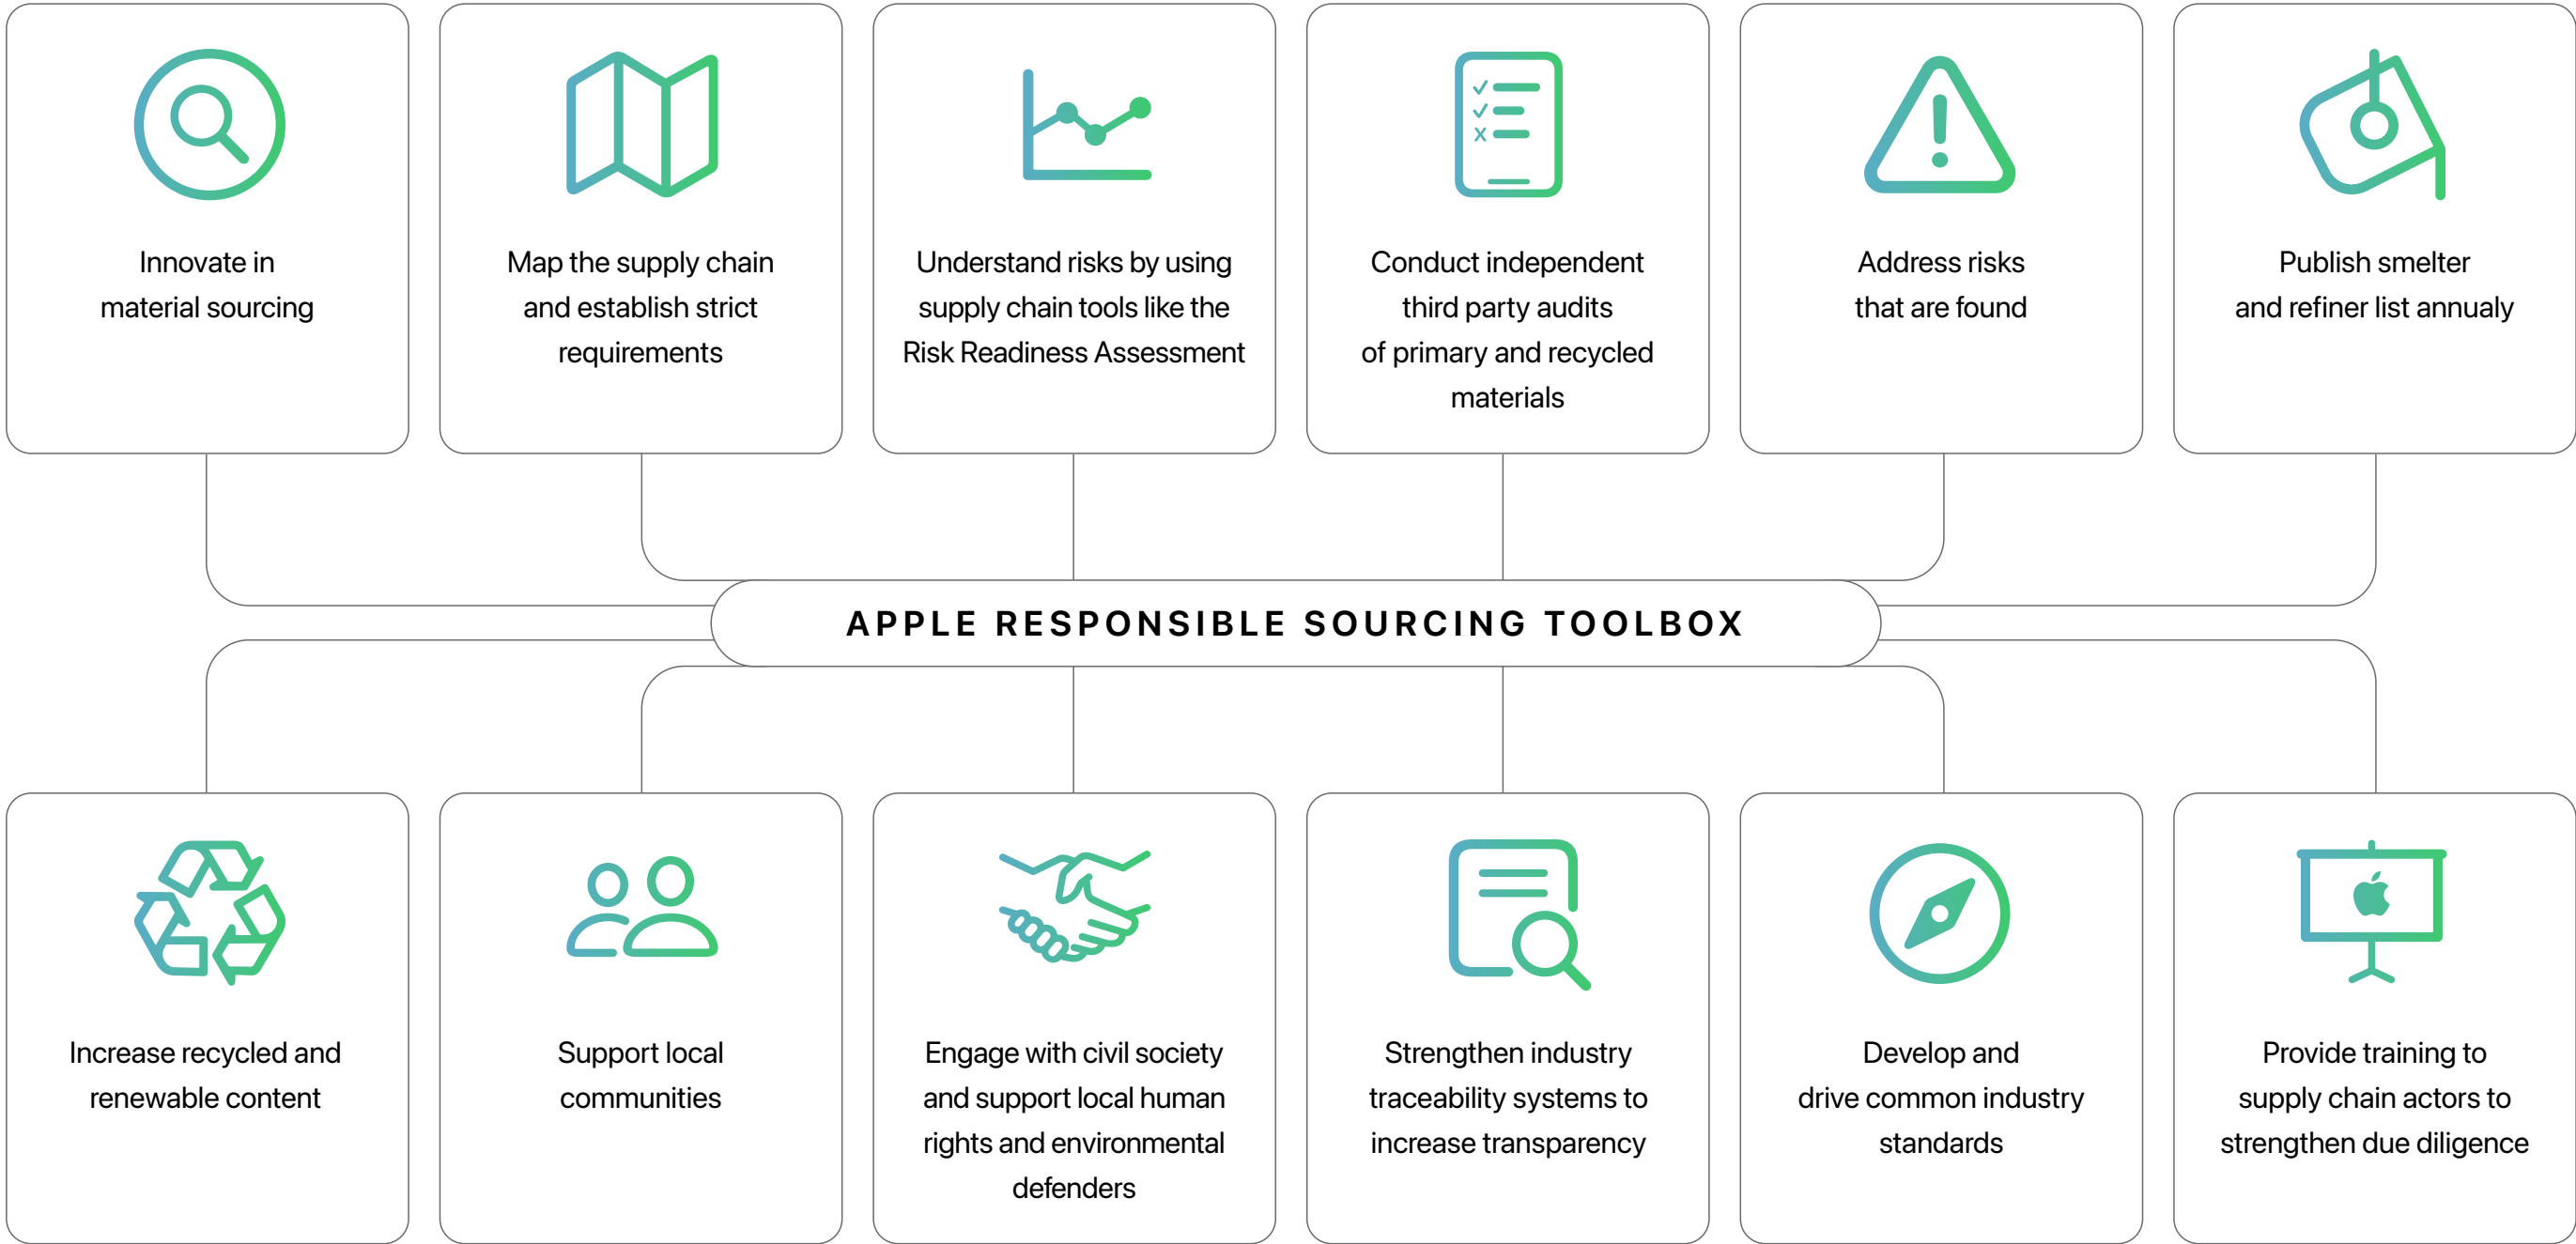 Innovate in
material sourcing
Map the supply chain
and establish strict
requirements
Understand risks by using
supply chain tools like the
Risk Readiness Assessment
Conduct independent
third party audits
of primary and recycled
materials
Address risks
that are found
Publish smelter
and refiner list annualy
APPLE RESPONSIBLE SOURCING TOOLBOX
Increase recycled and
renewable content
Support local
communities
Engage with civil society
and support local human
rights and environmental
defenders
Strengthen industry
traceability systems to
increase transparency
Develop and
drive common industry
standards
Provide training to
supply chain actors to
strengthen due diligence